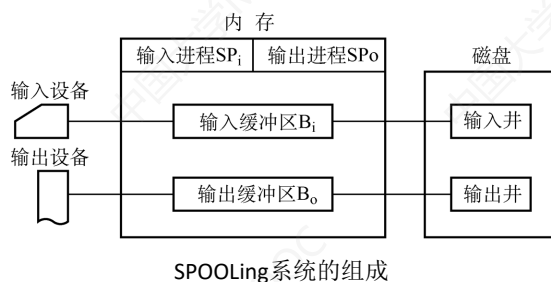 内 存
输入进程SPi 输出进程SPo
磁盘
输入设备
输入缓冲区Bi
输入井
输出设备
输出缓冲区Bo
输出井
SPOOLing系统的组成